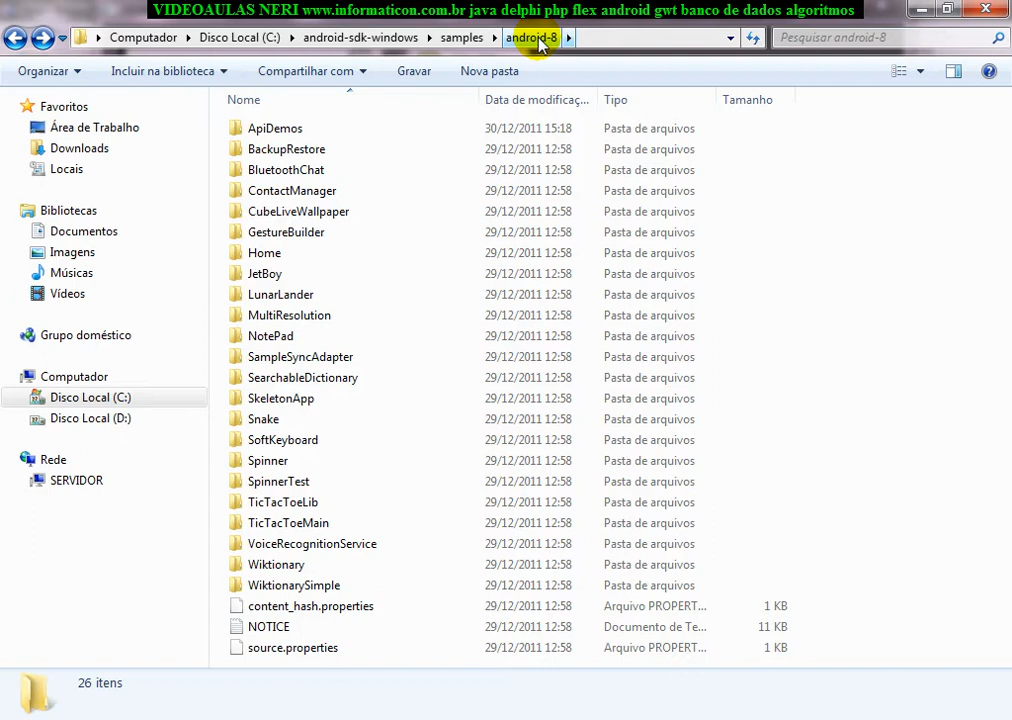 VIDEOAULAS NERI www.informaticon.com.br java delphi php flex android gwt banco de dados algoritmos
Computador Disco Local (C:) android-sdk-windows samples android-8 Pesquisar android-8
Organizar Incluir na biblioteca Compartilhar com Gravar Nova pasta
Favoritos
Área de Trabalho
Downloads
Locais
Bibliotecas
Documentos
Imagens
Músicas
Vídeos
Grupo doméstico
Computador
Disco Local (C:)
Disco Local (D:)
Rede
SERVIDOR
Nome Data de modificaç... Tipo Tamanho
ApiDemos 30/12/2011 15:18 Pasta de arquivos
BackupRestore 29/12/2011 12:58 Pasta de arquivos
BluetoothChat 29/12/2011 12:58 Pasta de arquivos
ContactManager 29/12/2011 12:58 Pasta de arquivos
CubeLiveWallpaper 29/12/2011 12:58 Pasta de arquivos
GestureBuilder 29/12/2011 12:58 Pasta de arquivos
Home 29/12/2011 12:58 Pasta de arquivos
JetBoy 29/12/2011 12:58 Pasta de arquivos
LunarLander 29/12/2011 12:58 Pasta de arquivos
MultiResolution 29/12/2011 12:58 Pasta de arquivos
NotePad 29/12/2011 12:58 Pasta de arquivos
SampleSyncAdapter 29/12/2011 12:58 Pasta de arquivos
SearchableDictionary 29/12/2011 12:58 Pasta de arquivos
SkeletonApp 29/12/2011 12:58 Pasta de arquivos
Snake 29/12/2011 12:58 Pasta de arquivos
SoftKeyboard 29/12/2011 12:58 Pasta de arquivos
Spinner 29/12/2011 12:58 Pasta de arquivos
SpinnerTest 29/12/2011 12:58 Pasta de arquivos
TicTacToeLib 29/12/2011 12:58 Pasta de arquivos
TicTacToeMain 29/12/2011 12:58 Pasta de arquivos
VoiceRecognitionService 29/12/2011 12:58 Pasta de arquivos
Wiktionary 29/12/2011 12:58 Pasta de arquivos
WiktionarySimple 29/12/2011 12:58 Pasta de arquivos
content_hash.properties 29/12/2011 12:58 Arquivo PROPERT... 1 KB
NOTICE 29/12/2011 12:58 Documento de Te... 11 KB
source.properties 29/12/2011 12:58 Arquivo PROPERT... 1 KB
26 itens